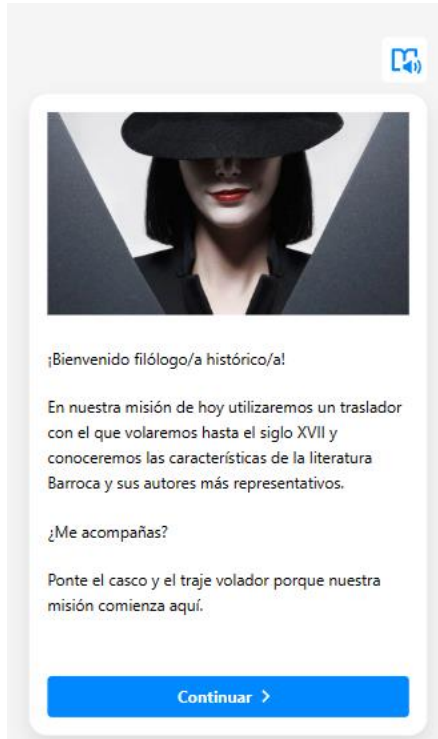 ¡Bienvenido filólogo/a histórico/a!
En nuestra misión de hoy utilizaremos un traslador
con el que volaremos hasta el siglo XVII y
conoceremos las características de la literatura
Barroca y sus autores más representativos.
¿Me acompañas?
Ponte el casco y el traje volador porque nuestra
misión comienza aquí.
Continuar